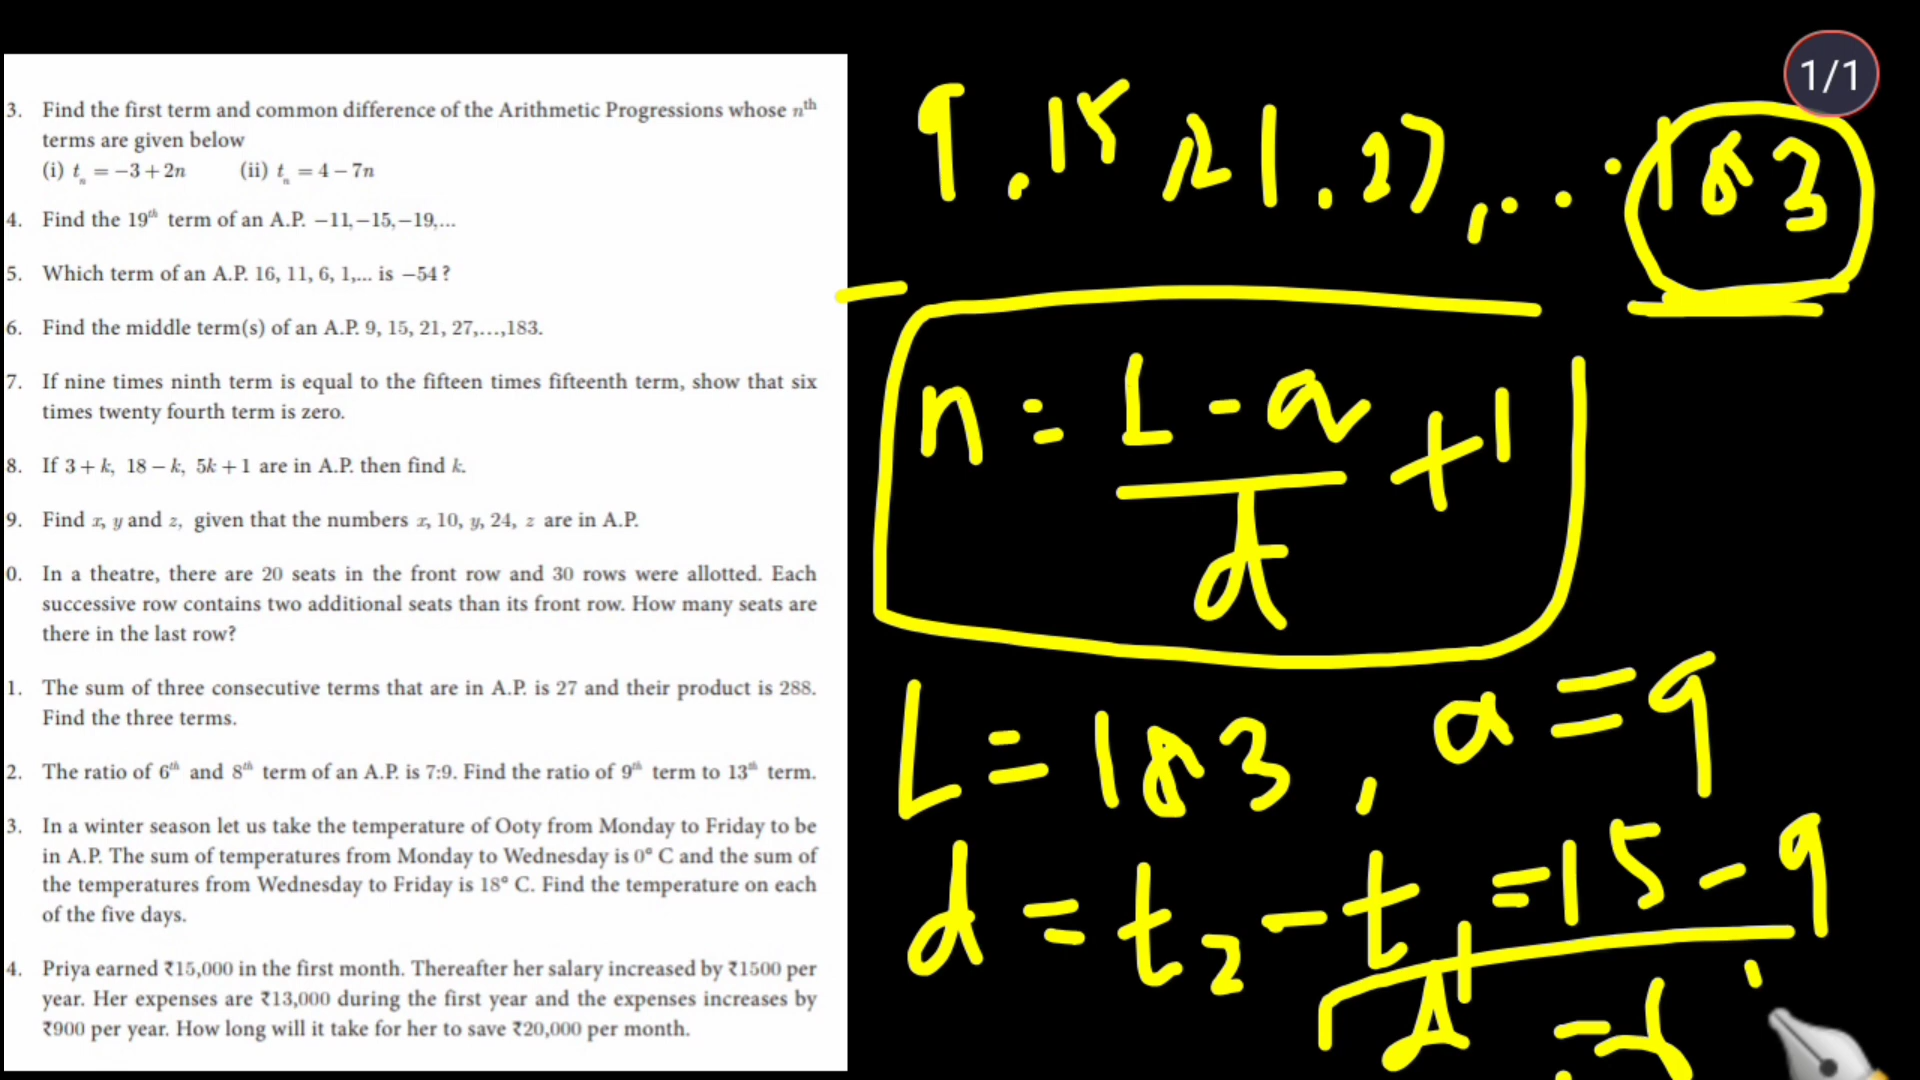 3. Find the first term and common difference of the Arithmetic Progressions whose nth
terms are given below
(i) tn = −3 + 2n (ii) tn = 4 − 7n
4. Find the 19th term of an A.P. −11,−15,−19,...
5. Which term of an A.P. 16, 11, 6, 1,... is −54 ?
6. Find the middle term(s) of an A.P. 9, 15, 21, 27,…,183.
7. If nine times ninth term is equal to the fifteen times fifteenth term, show that six
times twenty fourth term is zero.
8. If 3 + k, 18 − k, 5k + 1 are in A.P. then find k.
9. Find x, y and z, given that the numbers x, 10, y, 24, z are in A.P.
0. In a theatre, there are 20 seats in the front row and 30 rows were allotted. Each
successive row contains two additional seats than its front row. How many seats are
there in the last row?
1. The sum of three consecutive terms that are in A.P. is 27 and their product is 288.
Find the three terms.
2. The ratio of 6th and 8th term of an A.P. is 7:9. Find the ratio of 9th term to 13th term.
3. In a winter season let us take the temperature of Ooty from Monday to Friday to be
in A.P. The sum of temperatures from Monday to Wednesday is 0° C and the sum of
the temperatures from Wednesday to Friday is 18° C. Find the temperature on each
of the five days.
4. Priya earned ₹15,000 in the first month. Thereafter her salary increased by ₹1500 per
year. Her expenses are ₹13,000 during the first year and the expenses increases by
₹900 per year. How long will it take for her to save ₹20,000 per month.
1/1
9, 15, 21, 27, ... 183
n = L - a
+1
d
L = 183, a = 9
d = t2 - t1 = 15 - 9
d = 6